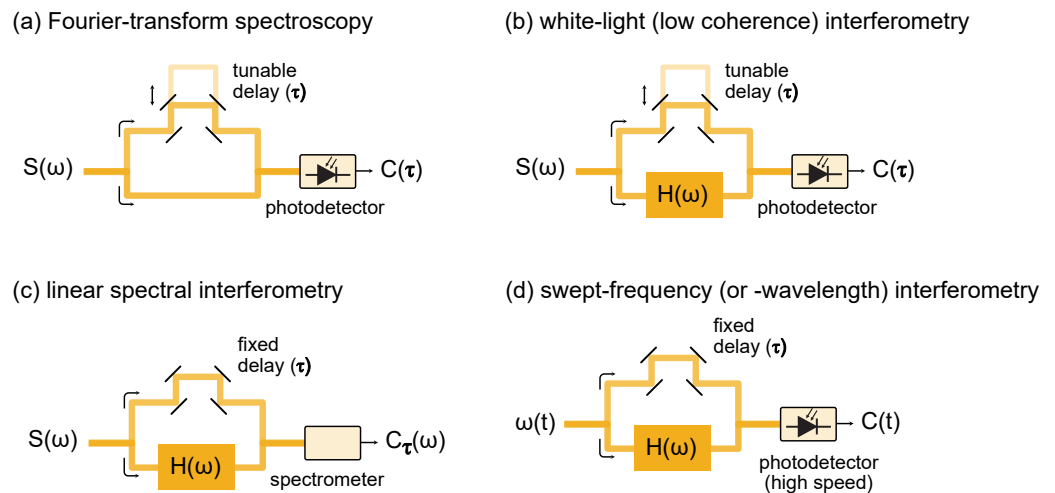 (a) Fourier-transform spectroscopy
tunable
delay (τ)
S(ω)
C(τ)
photodetector
(b) white-light (low coherence) interferometry
tunable
delay (τ)
S(ω)
H(ω)
C(τ)
photodetector
(c) linear spectral interferometry
fixed
delay (τ)
S(ω)
H(ω)
Cτ(ω)
spectrometer
(d) swept-frequency (or -wavelength) interferometry
fixed
delay (τ)
ω(t)
H(ω)
C(t)
photodetector
(high speed)